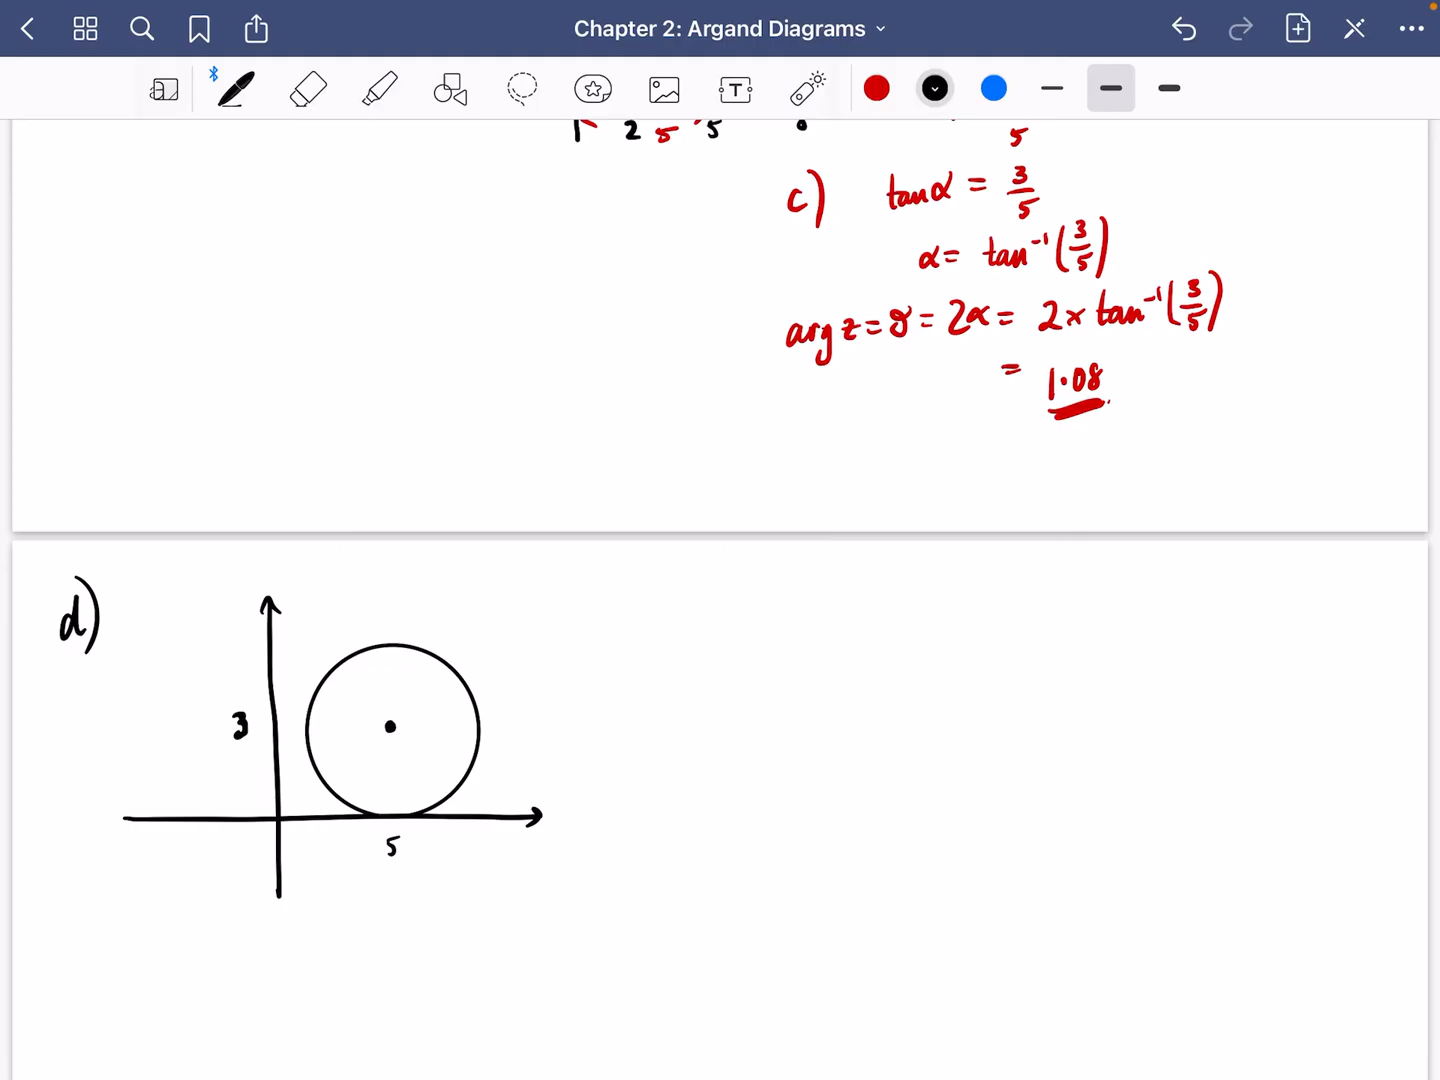 Chapter 2: Argand Diagrams
5
c) tanα = 3/5
α = tan⁻¹(3/5)
arg z = θ = 2α = 2 × tan⁻¹(3/5)
= 1.08
d)
3
5